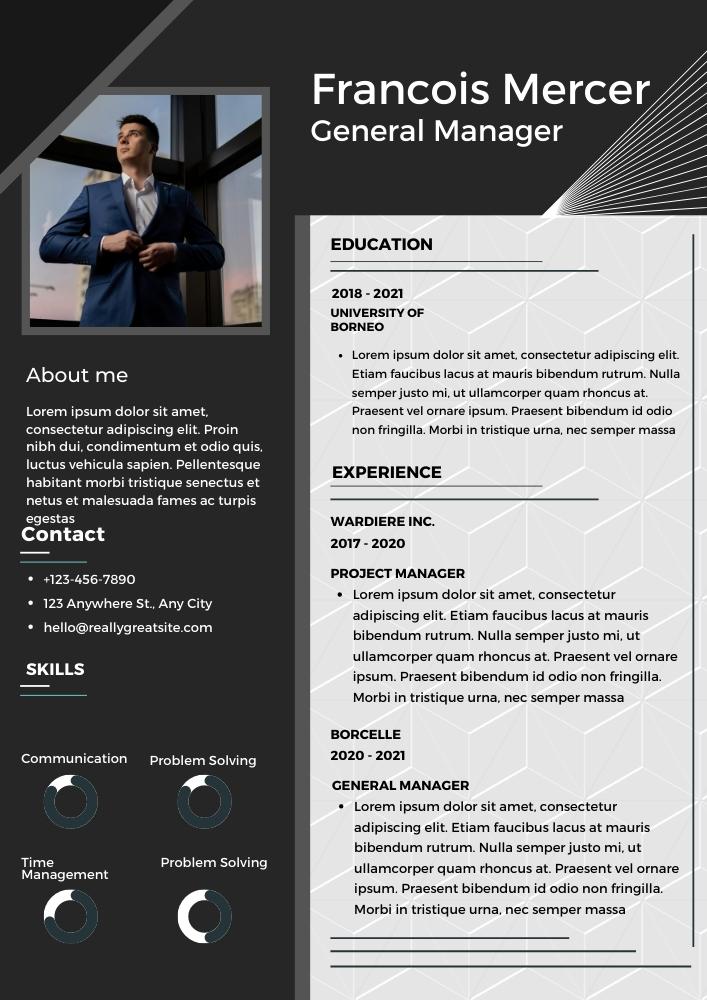 Francois Mercer
General Manager
About me
Lorem ipsum dolor sit amet,
consectetur adipiscing elit. Proin
nibh dui, condimentum et odio quis,
luctus vehicula sapien. Pellentesque
habitant morbi tristique senectus et
netus et malesuada fames ac turpis
egestas
Contact
• +123-456-7890
• 123 Anywhere St., Any City
• hello@reallygreatsite.com
SKILLS
Communication
Problem Solving
Time
Management
Problem Solving
EDUCATION
2018 - 2021
UNIVERSITY OF
BORNEO
• Lorem ipsum dolor sit amet, consectetur adipiscing elit.
Etiam faucibus lacus at mauris bibendum rutrum. Nulla
semper justo mi, ut ullamcorper quam rhoncus at.
Praesent vel ornare ipsum. Praesent bibendum id odio
non fringilla. Morbi in tristique urna, nec semper massa
EXPERIENCE
WARDIERE INC.
2017 - 2020
PROJECT MANAGER
• Lorem ipsum dolor sit amet, consectetur
adipiscing elit. Etiam faucibus lacus at mauris
bibendum rutrum. Nulla semper justo mi, ut
ullamcorper quam rhoncus at. Praesent vel ornare
ipsum. Praesent bibendum id odio non fringilla.
Morbi in tristique urna, nec semper massa
BORCELLE
2020 - 2021
GENERAL MANAGER
• Lorem ipsum dolor sit amet, consectetur
adipiscing elit. Etiam faucibus lacus at mauris
bibendum rutrum. Nulla semper justo mi, ut
ullamcorper quam rhoncus at. Praesent vel ornare
ipsum. Praesent bibendum id odio non fringilla.
Morbi in tristique urna, nec semper massa